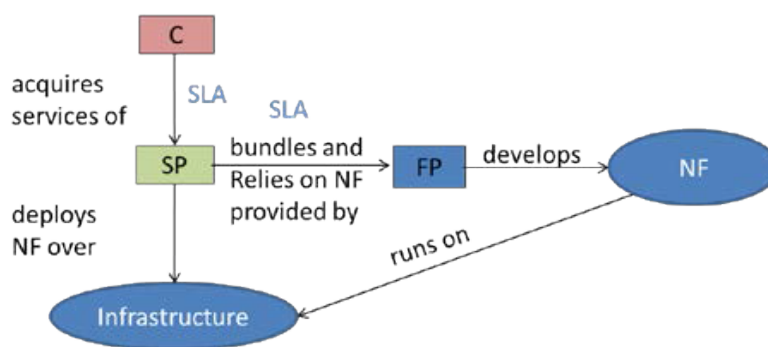 C
acquires
services of
SLA
SLA
SP
bundles and
Relies on NF
provided by
FP
develops
NF
deploys
NF over
runs on
Infrastructure